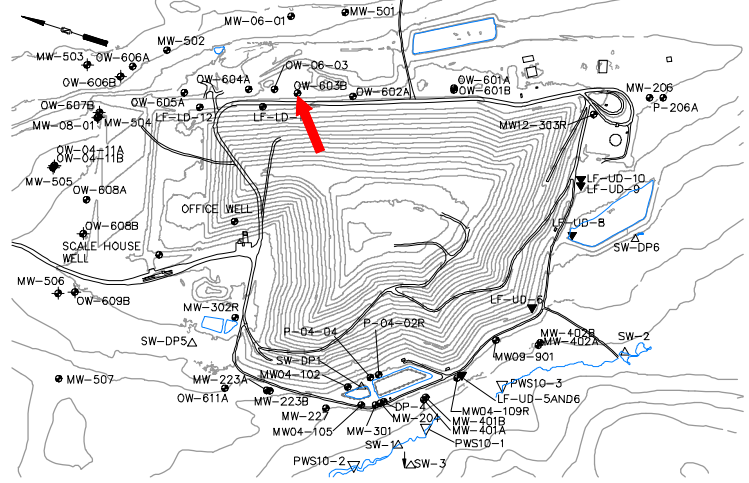 MW-06-01
MW-501
MW-502
MW-503
OW-606A
OW-606B
OW-604A
OW-06-03
OW-603B
OW-602A
OW-601A
OW-601B
MW-206
P-206A
OW-607B
MW-08-01
MW-504
OW-605A
LF-LD-12
LF-LD-
MW12-303R
OW-04-11A
OW-04-11B
MW-505
OW-608A
LF-UD-10
LF-UD-9
OFFICE WELL
OW-608B
LF-UD-8
SCALE HOUSE
WELL
SW-DP6
MW-506
OW-609B
MW-302R
LF-UD-6
P-04-04
P-04-02R
MW-402B
MW-402A
SW-2
SW-DP5
SW-DP1
MW09-901
MW04-102
MW-507
MW-223A
PWS10-3
OW-611A
MW-223B
LF-UD-5AND6
DP-4
MW04-109R
MW-227
MW-204
MW-401B
MW04-105
MW-301
MW-401A
SW-1
PWS10-1
PWS10-2
SW-3